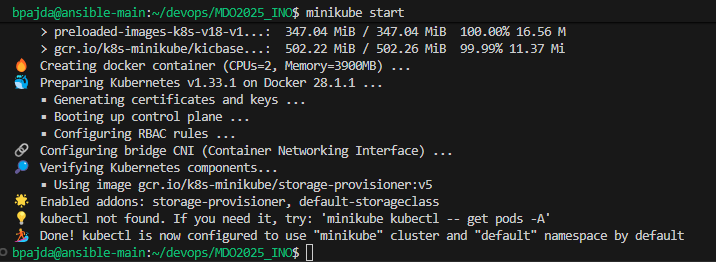 bpajda@ansible-main:~/devops/MDO2025_INO$ minikube start
> preloaded-images-k8s-v18-v1...: 347.04 MiB / 347.04 MiB 100.00% 16.56 M
> gcr.io/k8s-minikube/kicbase...: 502.22 MiB / 502.26 MiB 99.99% 11.37 Mi
🔥 Creating docker container (CPUs=2, Memory=3900MB) ...
🐳 Preparing Kubernetes v1.33.1 on Docker 28.1.1 ...
▪ Generating certificates and keys ...
▪ Booting up control plane ...
▪ Configuring RBAC rules ...
🔗 Configuring bridge CNI (Container Networking Interface) ...
🔎 Verifying Kubernetes components...
▪ Using image gcr.io/k8s-minikube/storage-provisioner:v5
🌟 Enabled addons: storage-provisioner, default-storageclass
💡 kubectl not found. If you need it, try: 'minikube kubectl -- get pods -A'
🏄 Done! kubectl is now configured to use "minikube" cluster and "default" namespace by default
bpajda@ansible-main:~/devops/MDO2025_INO$